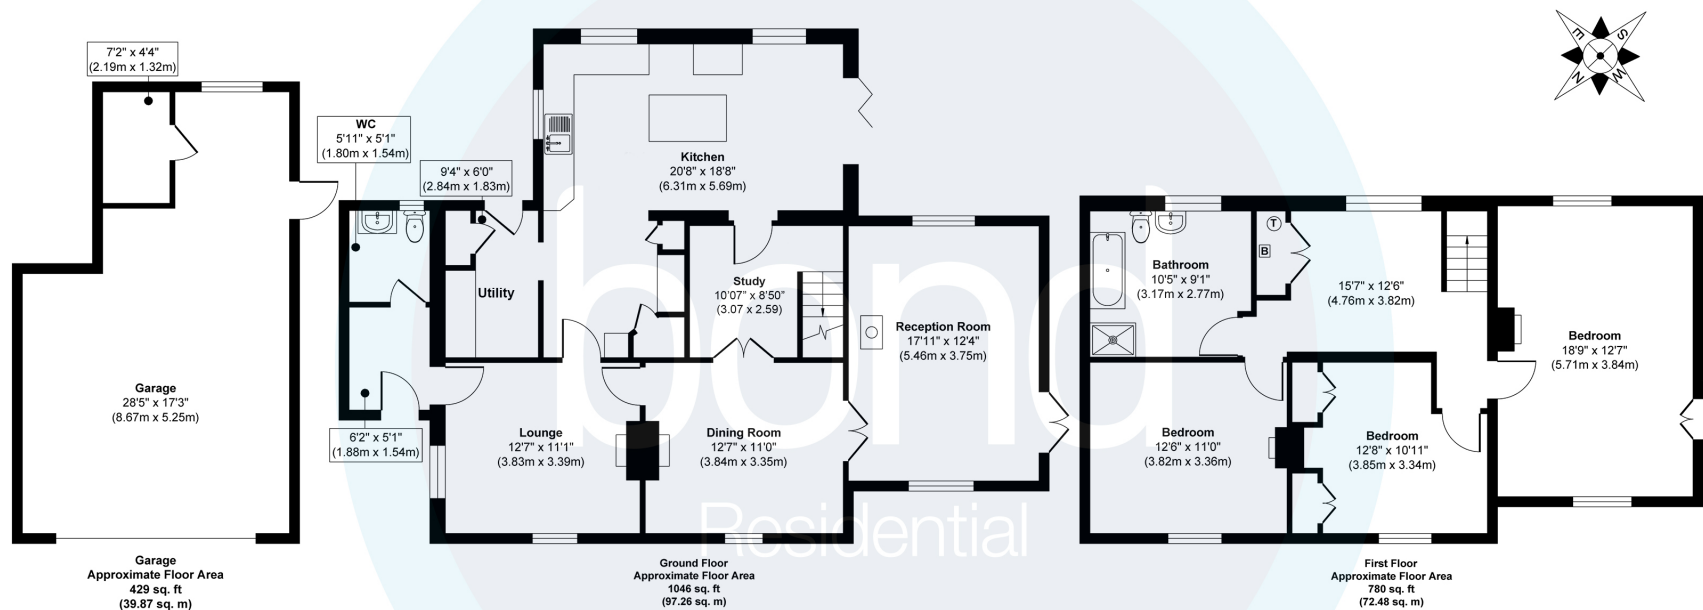 7'2" x 4'4"
(2.19m x 1.32m)
WC
5'11" x 5'1"
(1.80m x 1.54m)
9'4" x 6'0"
(2.84m x 1.83m)
Kitchen
20'8" x 18'8"
(6.31m x 5.69m)
E
S
N
W
Utility
Study
10'07" x 8'50"
(3.07 x 2.59)
Reception Room
17'11" x 12'4"
(5.46m x 3.75m)
Bathroom
10'5" x 9'1"
(3.17m x 2.77m)
T
B
15'7" x 12'6"
(4.76m x 3.82m)
Bedroom
18'9" x 12'7"
(5.71m x 3.84m)
Garage
28'5" x 17'3"
(8.67m x 5.25m)
6'2" x 5'1"
(1.88m x 1.54m)
Lounge
12'7" x 11'1"
(3.83m x 3.39m)
Dining Room
12'7" x 11'0"
(3.84m x 3.35m)
Bedroom
12'6" x 11'0"
(3.82m x 3.36m)
Bedroom
12'8" x 10'11"
(3.85m x 3.34m)
bond
Residential
Garage
Approximate Floor Area
429 sq. ft
(39.87 sq. m)
Ground Floor
Approximate Floor Area
1046 sq. ft
(97.26 sq. m)
First Floor
Approximate Floor Area
780 sq. ft
(72.48 sq. m)